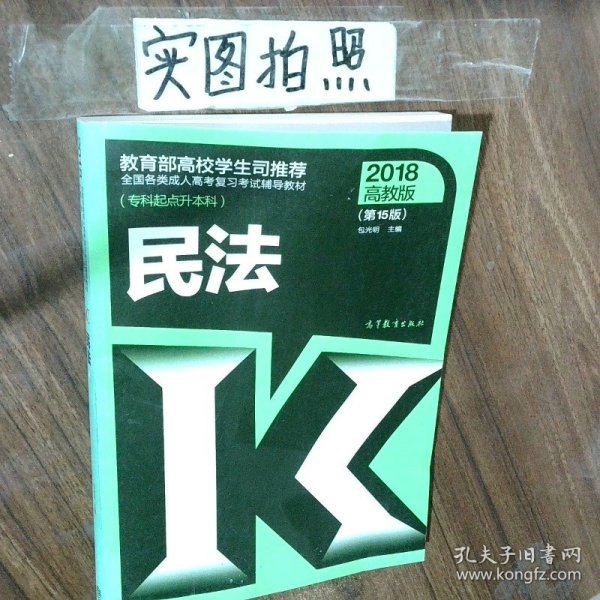 实图拍照
教育部高校学生司推荐
全国各类成人高考复习考试辅导教材
（专科起点升本科）
民法
2018
高教版
（第15版）
包光明 主编
高等教育出版社
K
孔夫子旧书网
www.kongfz.com